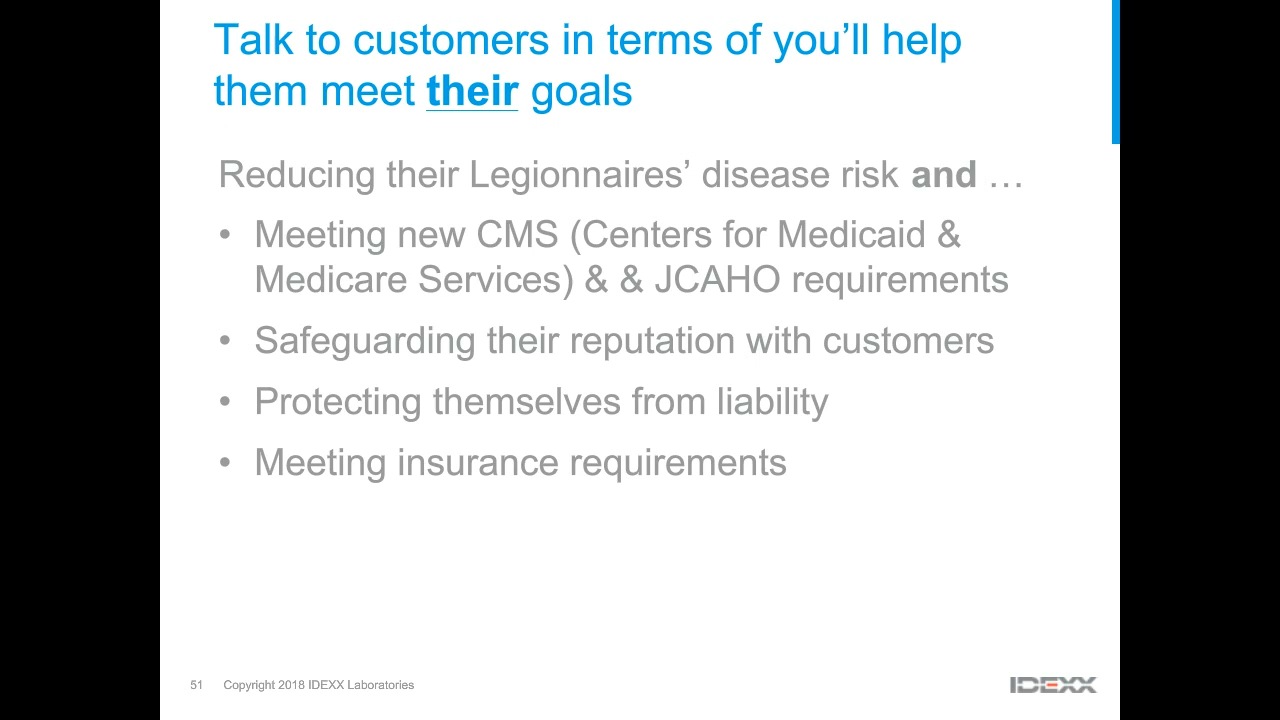 Talk to customers in terms of you’ll help
them meet their goals
Reducing their Legionnaires’ disease risk and …
• Meeting new CMS (Centers for Medicaid &
Medicare Services) & & JCAHO requirements
• Safeguarding their reputation with customers
• Protecting themselves from liability
• Meeting insurance requirements
51 Copyright 2018 IDEXX Laboratories
IDEXX